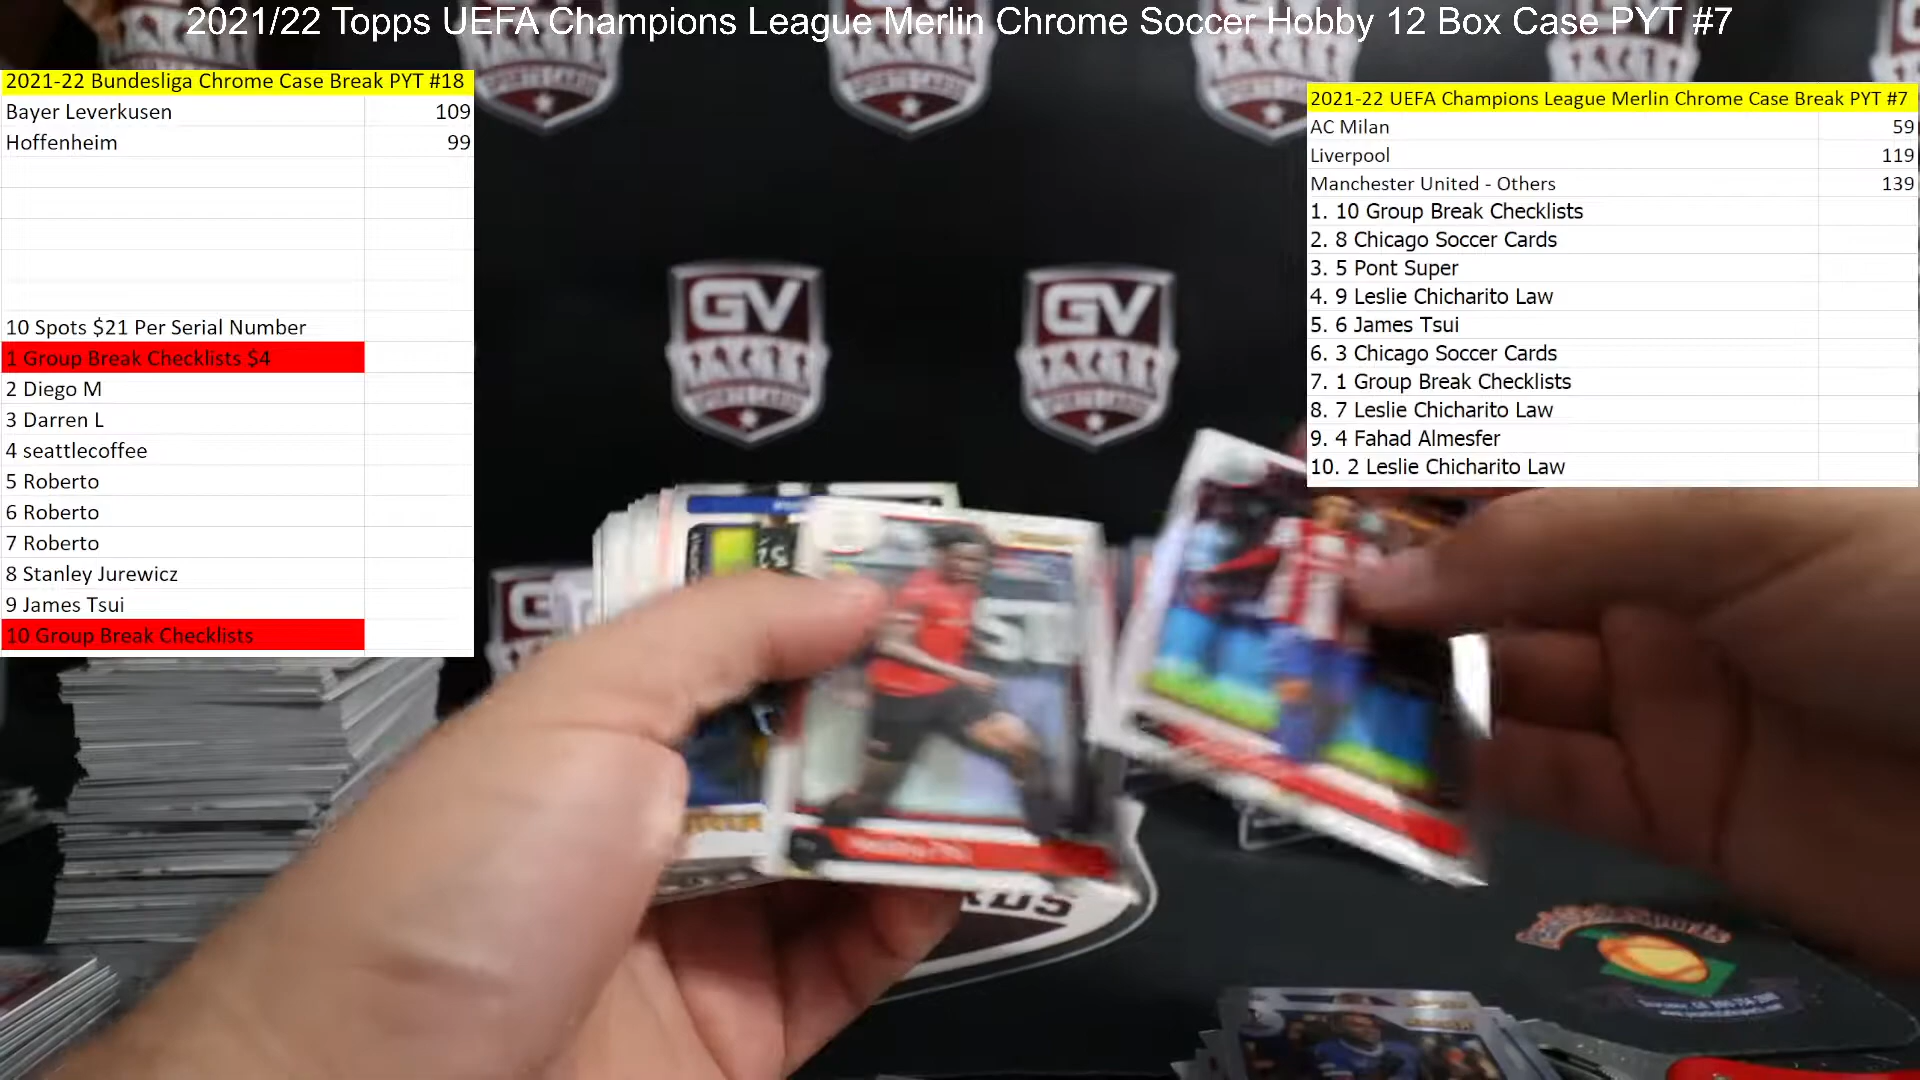 2021/22 Topps UEFA Champions League Merlin Chrome Soccer Hobby 12 Box Case PYT #7
2021-22 Bundesliga Chrome Case Break PYT #18
Bayer Leverkusen 109
Hoffenheim 99
10 Spots $21 Per Serial Number
1 Group Break Checklists $4
2 Diego M
3 Darren L
4 seattlecoffee
5 Roberto
6 Roberto
7 Roberto
8 Stanley Jurewicz
9 James Tsui
10 Group Break Checklists
2021-22 UEFA Champions League Merlin Chrome Case Break PYT #7
AC Milan 59
Liverpool 119
Manchester United - Others 139
1. 10 Group Break Checklists
2. 8 Chicago Soccer Cards
3. 5 Pont Super
4. 9 Leslie Chicharito Law
5. 6 James Tsui
6. 3 Chicago Soccer Cards
7. 1 Group Break Checklists
8. 7 Leslie Chicharito Law
9. 4 Fahad Almesfer
10. 2 Leslie Chicharito Law
GV
SPORTS CARDS
GV
SPORTS CARDS